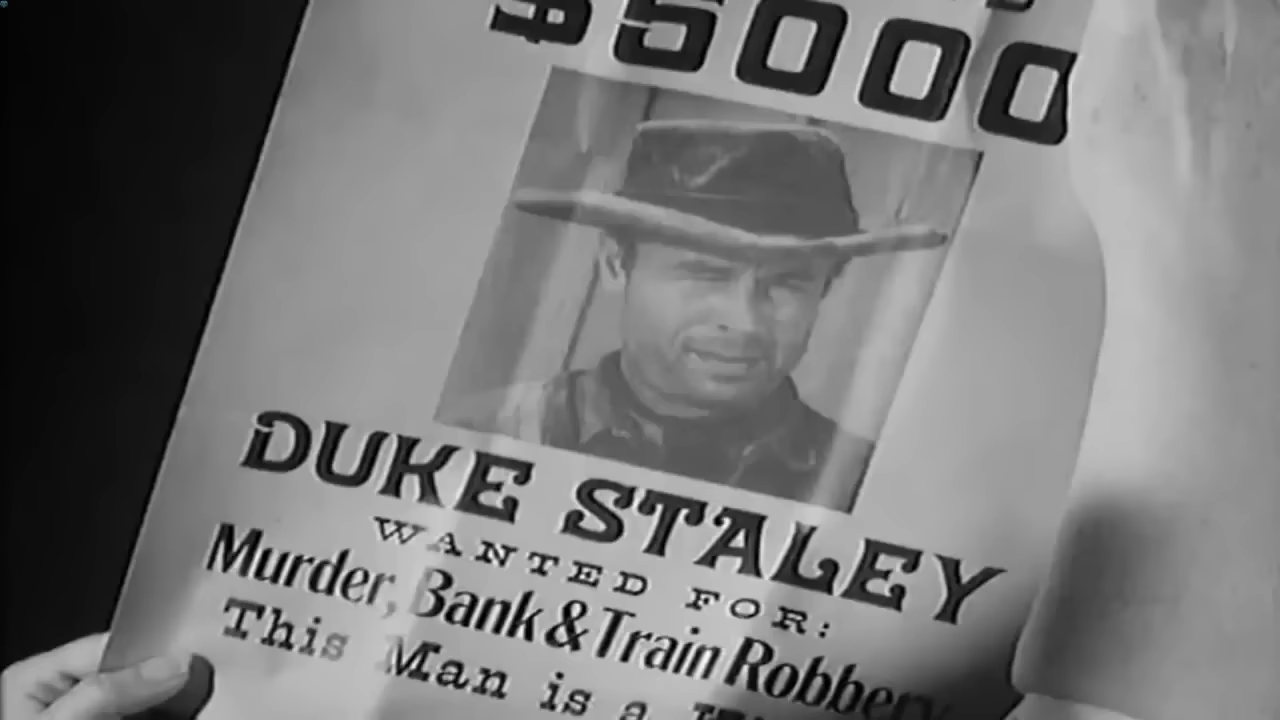 $5000
DUKE STALEY
WANTED FOR:
Murder, Bank & Train Robbery
This Man is a